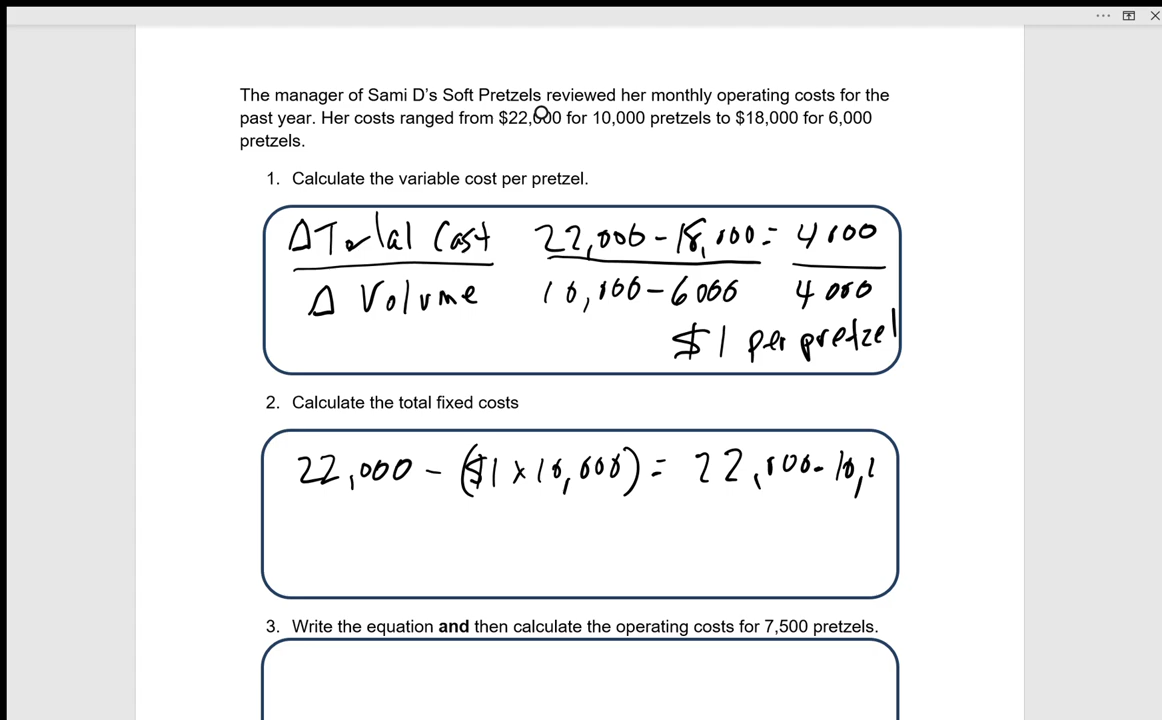 The manager of Sami D's Soft Pretzels reviewed her monthly operating costs for the
past year. Her costs ranged from $22,000 for 10,000 pretzels to $18,000 for 6,000
pretzels.
1. Calculate the variable cost per pretzel.
Δ Total Cost 22,000 - 18,000 = 4000
Δ Volume 10,000 - 6000 4000
$1 per pretzel
2. Calculate the total fixed costs
22,000 - ($1 x 10,000) = 22,000 - 10,
3. Write the equation and then calculate the operating costs for 7,500 pretzels.